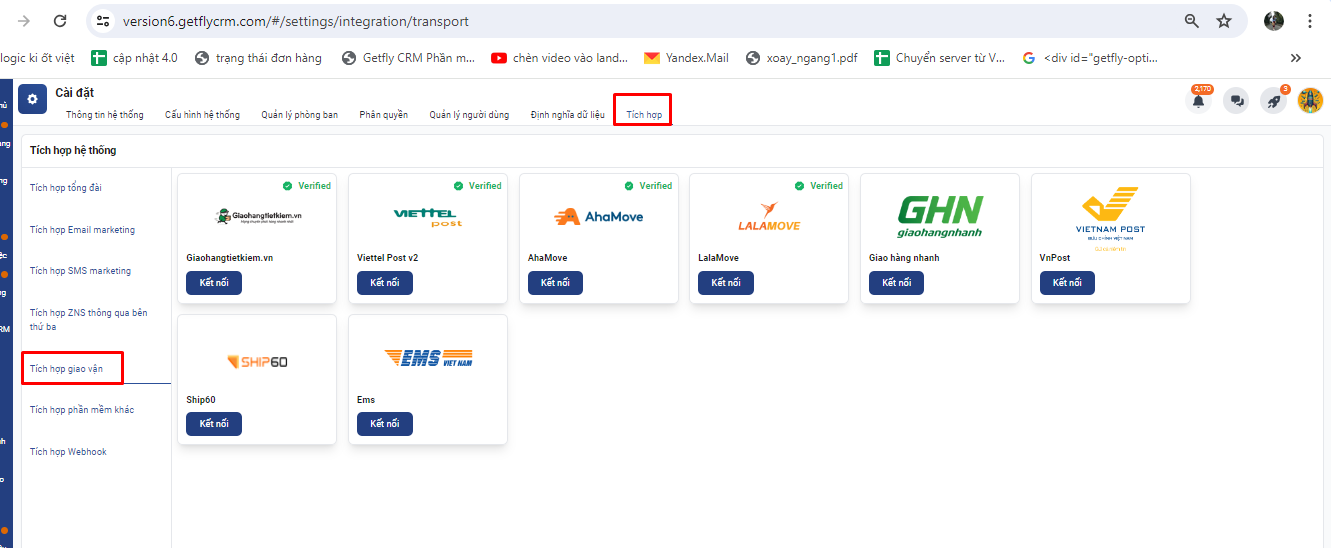 version6.getflycrm.com/#/settings/integration/transport
logic ki ốt việt
cập nhật 4.0
trạng thái đơn hàng
Getfly CRM Phần m...
chèn video vào land...
Yandex.Mail
xoay_ngang1.pdf
Chuyển server từ V...
<div id="getfly-opti...
»
Cài đặt
2,170
3
Thông tin hệ thống
Cấu hình hệ thống
Quản lý phòng ban
Phân quyền
Quản lý người dùng
Định nghĩa dữ liệu
Tích hợp
Tích hợp hệ thống
Tích hợp tổng đài
Tích hợp Email marketing
Tích hợp SMS marketing
Tích hợp ZNS thông qua bên
thứ ba
Tích hợp giao vận
Tích hợp phần mềm khác
Tích hợp Webhook
Verified
Giaohangtietkiem.vn
Giaohangtietkiem.vn
Kết nối
Verified
VIETTEL
post
Viettel Post v2
Kết nối
Verified
AhaMove
AhaMove
Kết nối
Verified
LALAMOVE
LalaMove
Kết nối
GHN
giaohangnhanh
Giao hàng nhanh
Kết nối
VIETNAM POST
BƯU CHÍNH VIỆT NAM
VnPost
Kết nối
SHIP60
Ship60
Kết nối
EMS VIET NAM
Ems
Kết nối